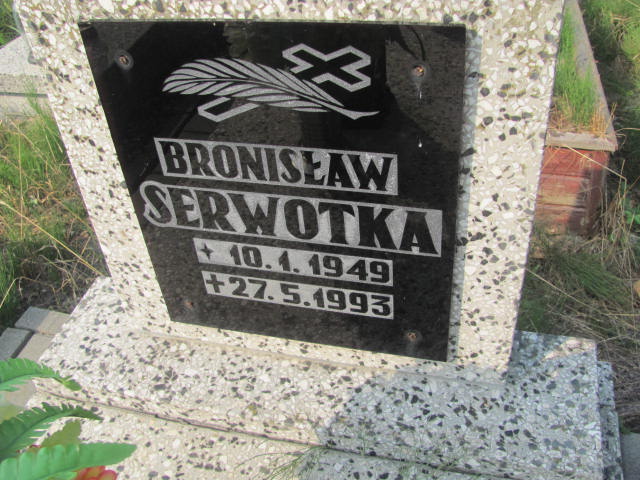 BRONISŁAW
SERWOTKA
✦ 10.1.1949
+27.5.1993